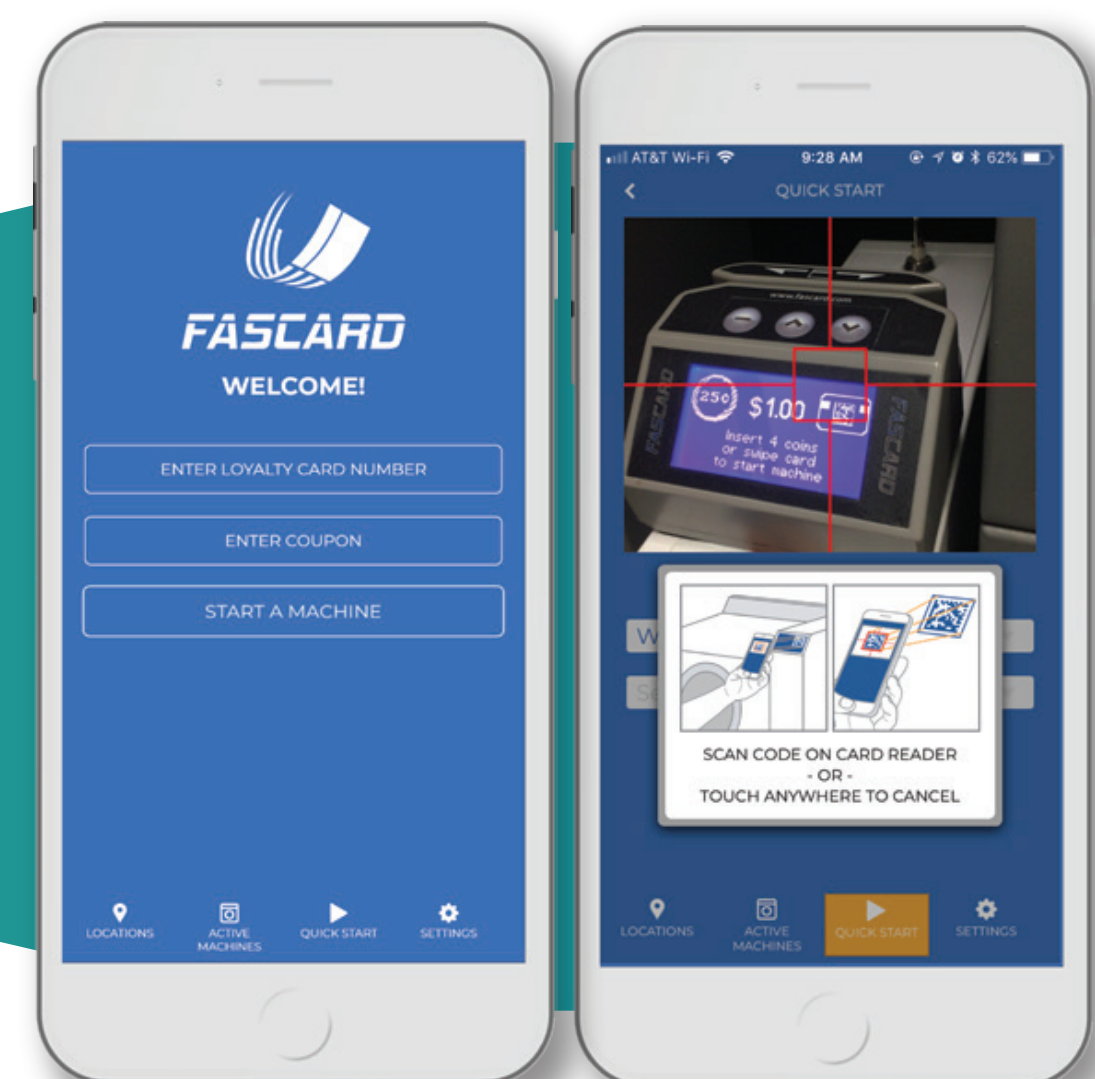 FASCARD
WELCOME!
ENTER LOYALTY CARD NUMBER
ENTER COUPON
START A MACHINE
LOCATIONS
ACTIVE
MACHINES
QUICK START
SETTINGS
AT&T Wi-Fi
9:28 AM
62%
QUICK START
www.fascard.com
FASCARD
25¢
$1.00
Insert 4 coins
or swipe card
to start machine
FASCARD
SCAN CODE ON CARD READER
- OR -
TOUCH ANYWHERE TO CANCEL
LOCATIONS
ACTIVE
MACHINES
QUICK START
SETTINGS